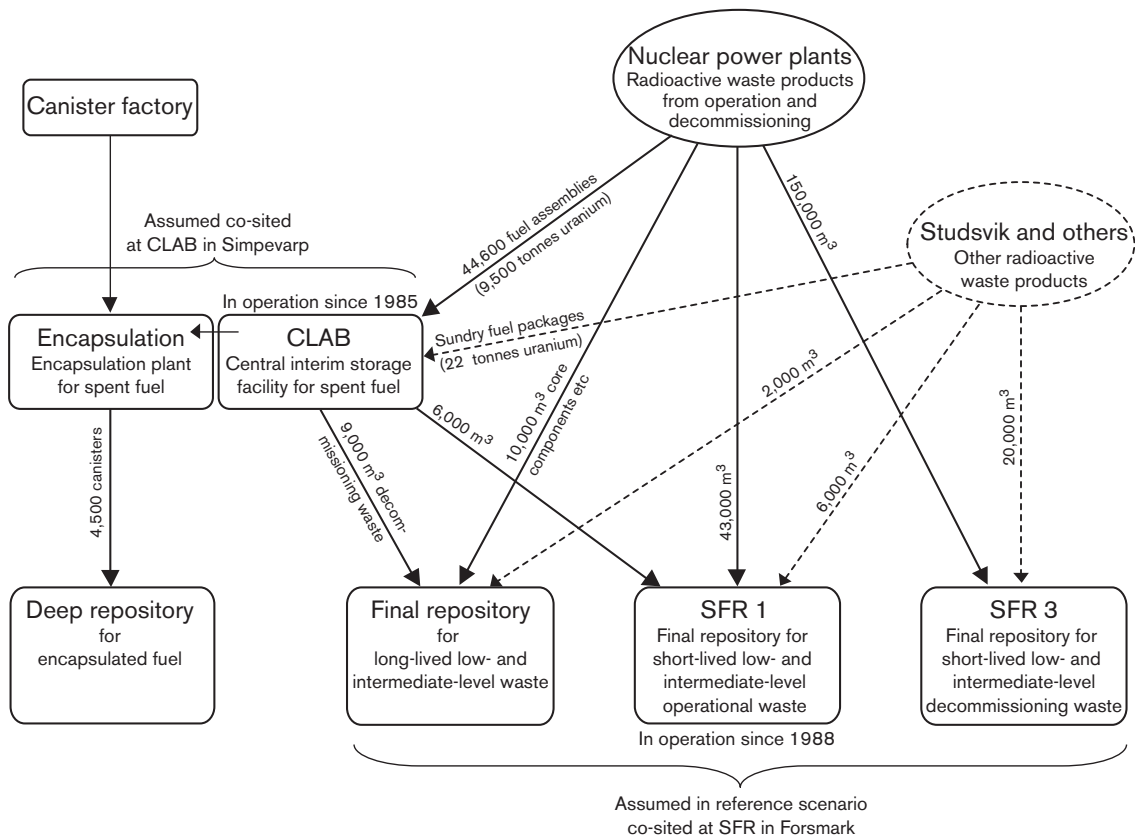 Nuclear power plants
Radioactive waste products
from operation and
decommissioning
Canister factory
Assumed co-sited
at CLAB in Simpevarp
44,600 fuel assemblies
(9,500 tonnes uranium)
150,000 m³
Studsvik and others
Other radioactive
waste products
In operation since 1985
Encapsulation
Encapsulation plant
for spent fuel
CLAB
Central interim storage
facility for spent fuel
Sundry fuel packages
(22 tonnes uranium)
4,500 canisters
9,000 m³ decom-
missioning waste
6,000 m³
10,000 m³ core
components etc
43,000 m³
2,000 m³
6,000 m³
20,000 m³
Deep repository
for
encapsulated fuel
Final repository
for
long-lived low- and
intermediate-level waste
SFR 1
Final repository for
short-lived low- and
intermediate-level
operational waste
SFR 3
Final repository for
short-lived low- and
intermediate-level
decommissioning waste
In operation since 1988
Assumed in reference scenario
co-sited at SFR in Forsmark